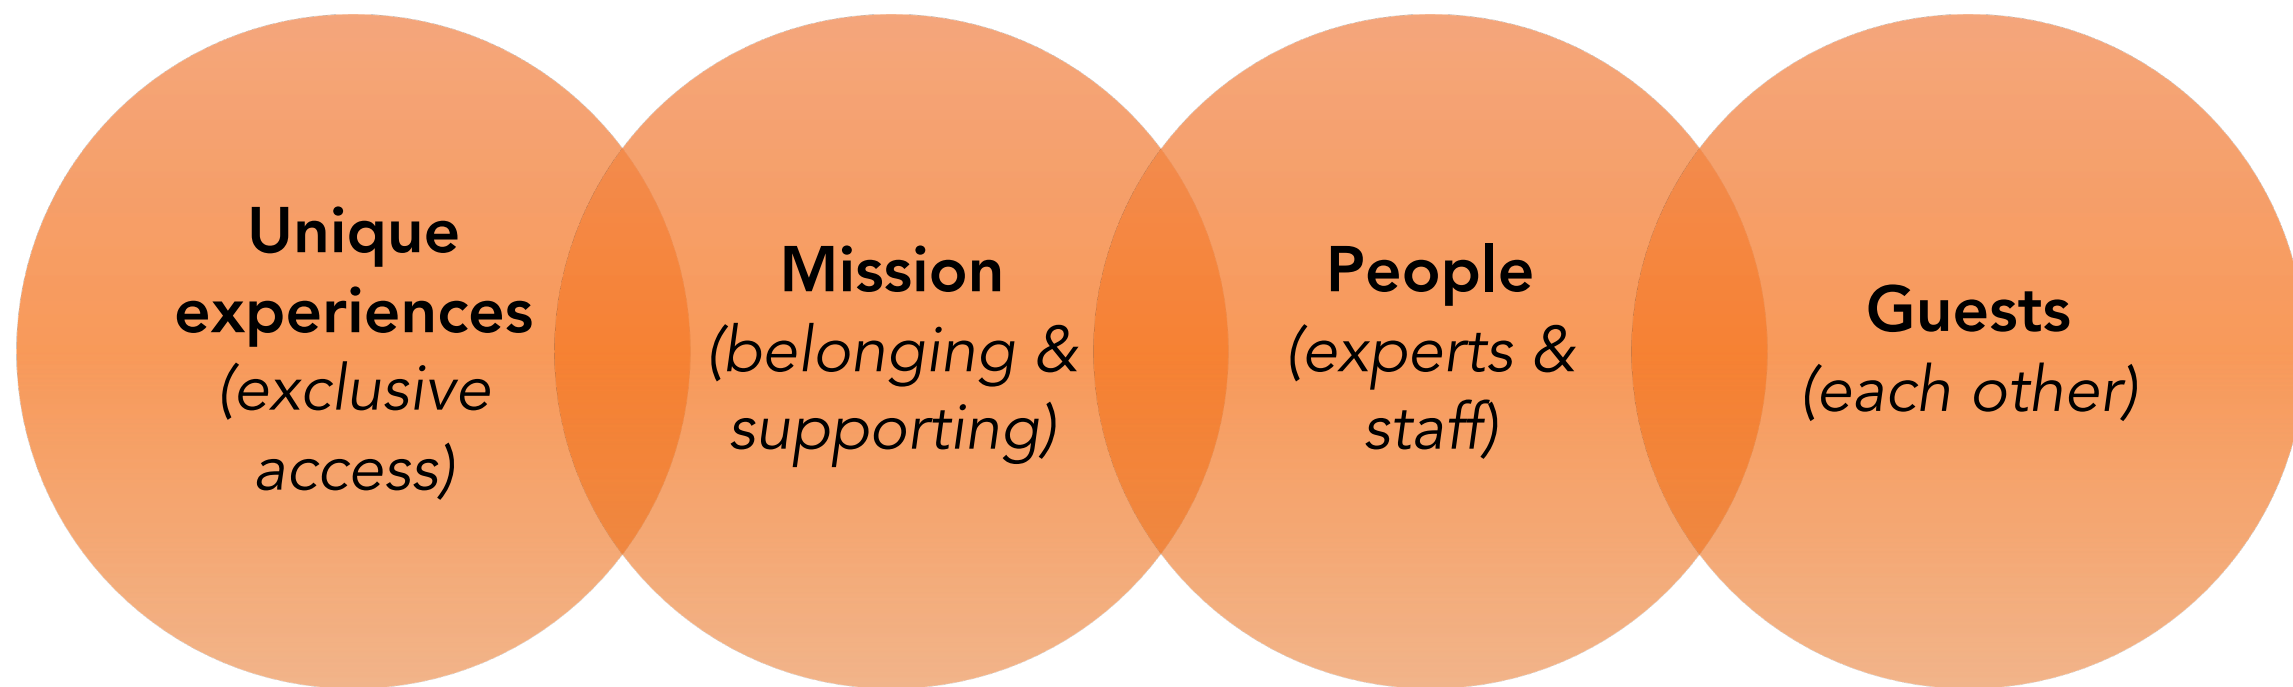 Unique
experiences
(exclusive
access)
Mission
(belonging &
supporting)
People
(experts &
staff)
Guests
(each other)